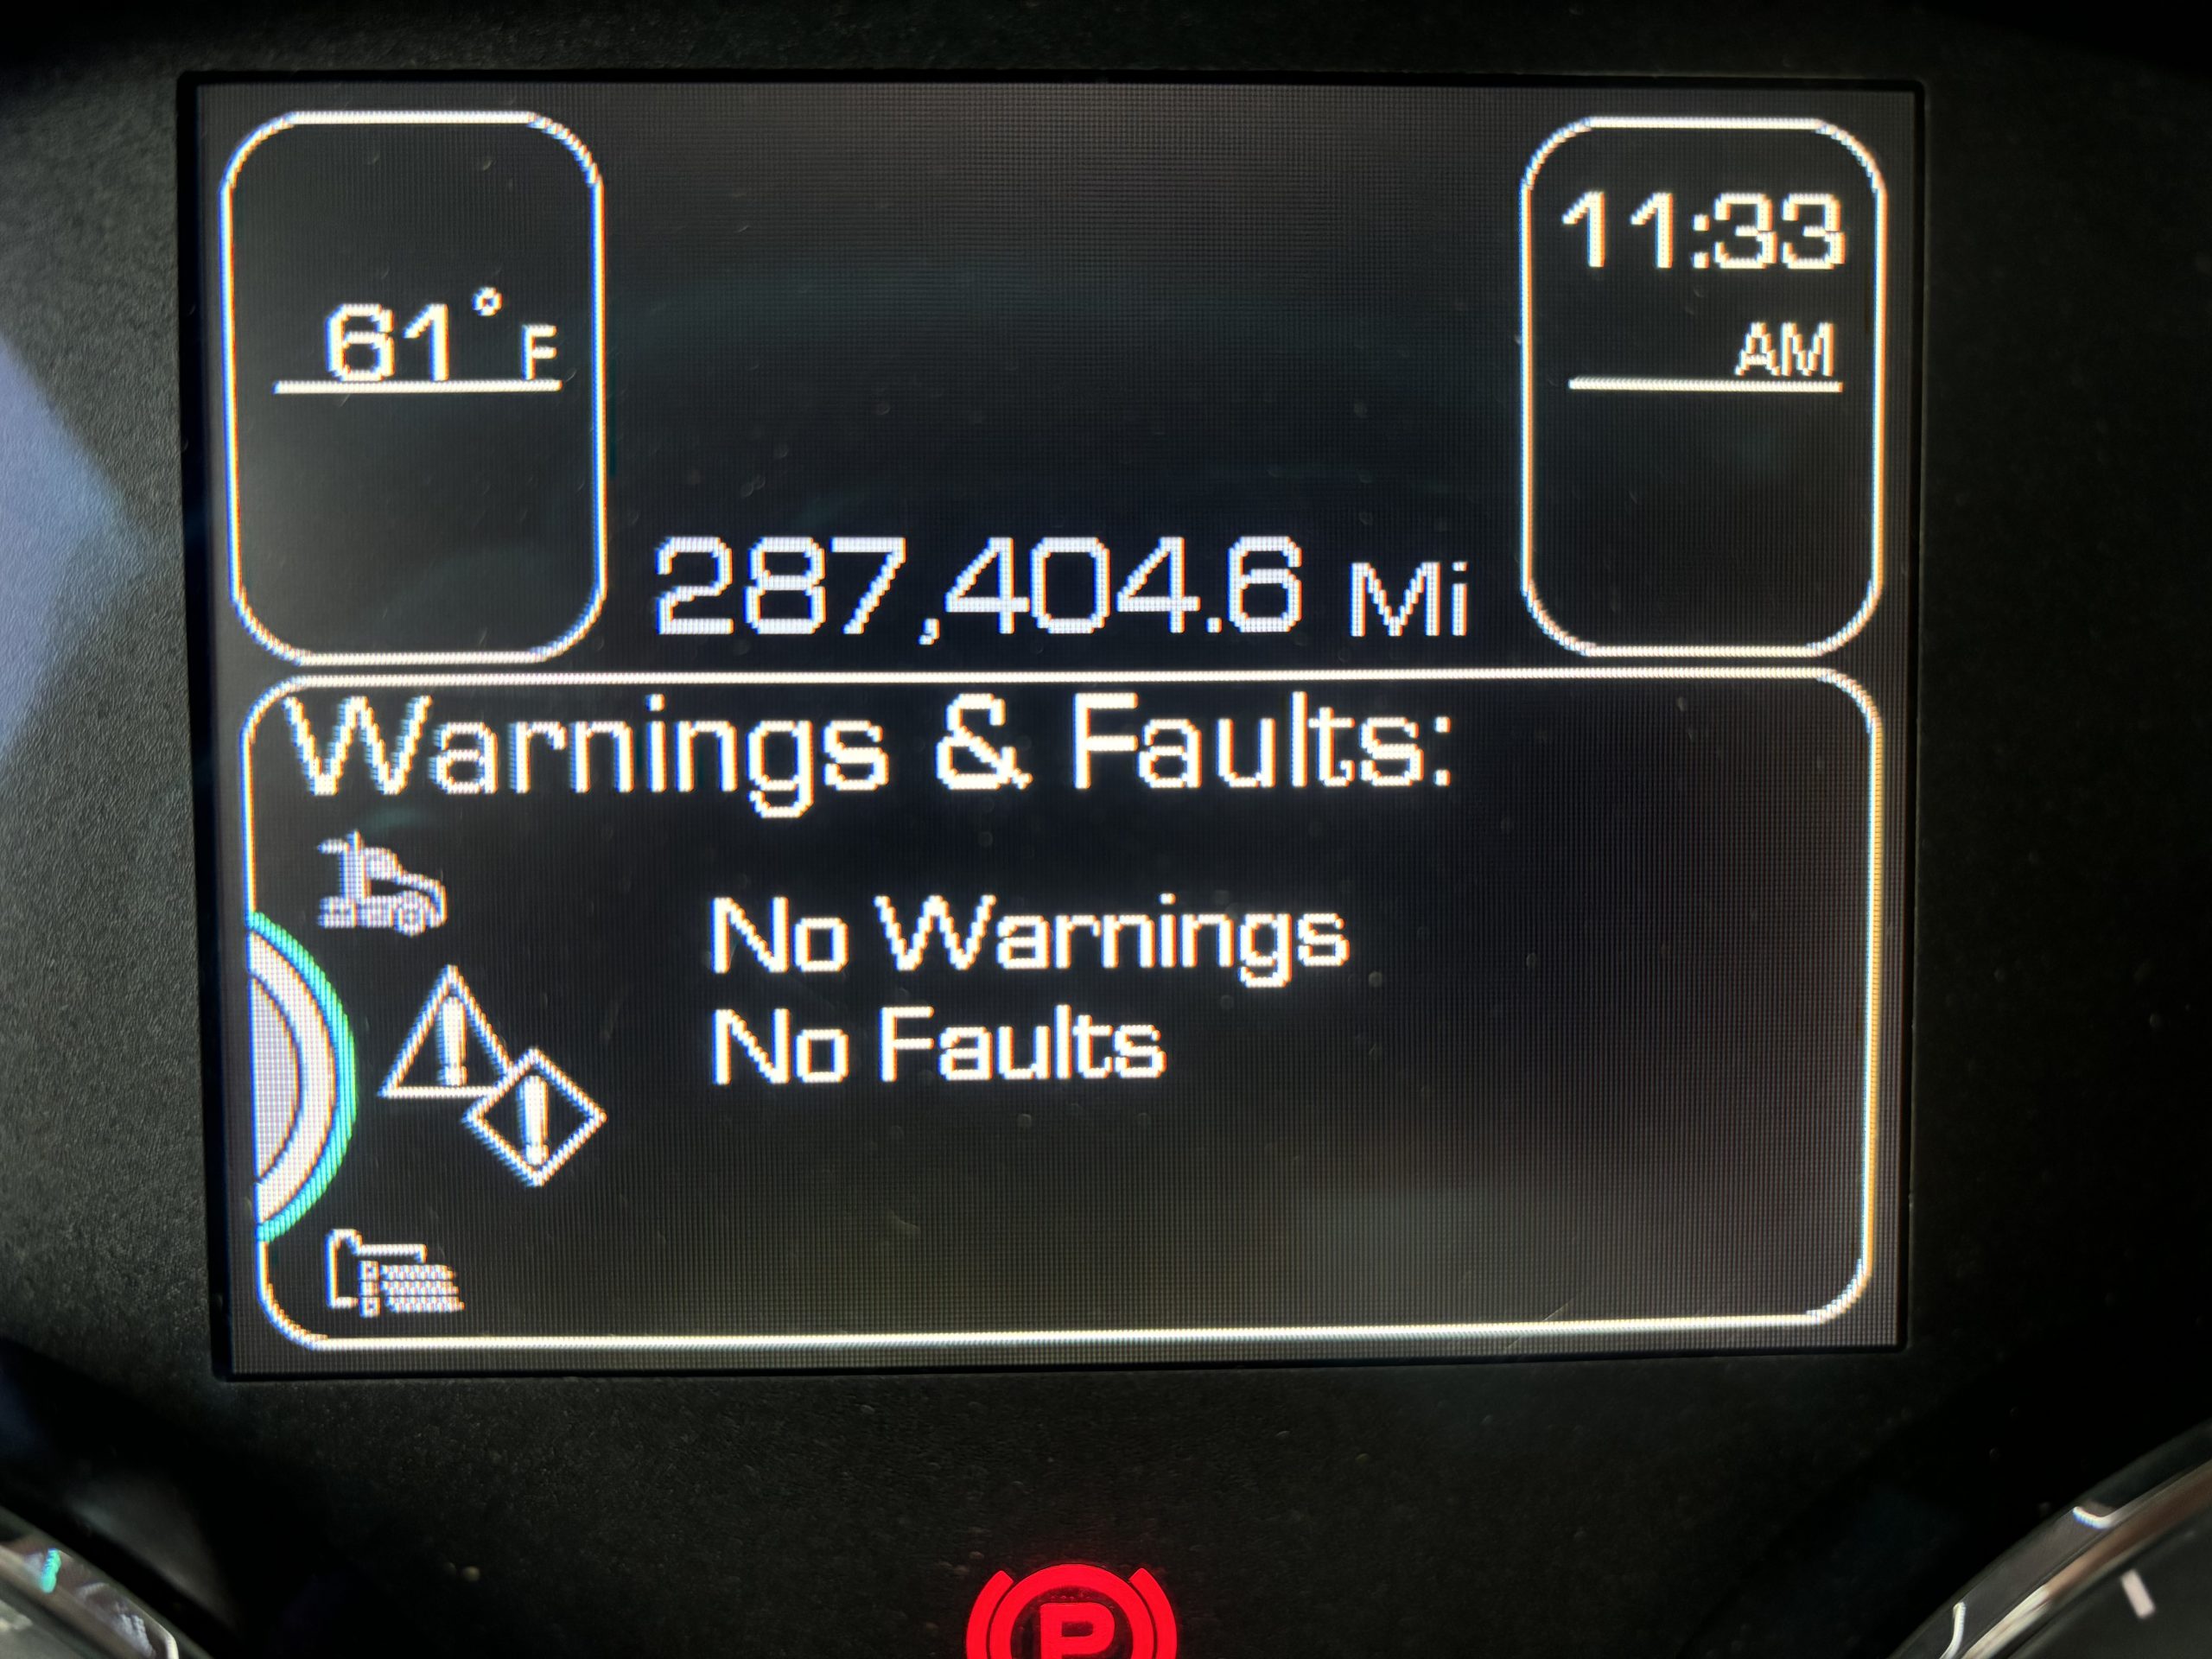 61° F
11:33
AM
287,404.6 Mi
Warnings & Faults:
No Warnings
No Faults
P